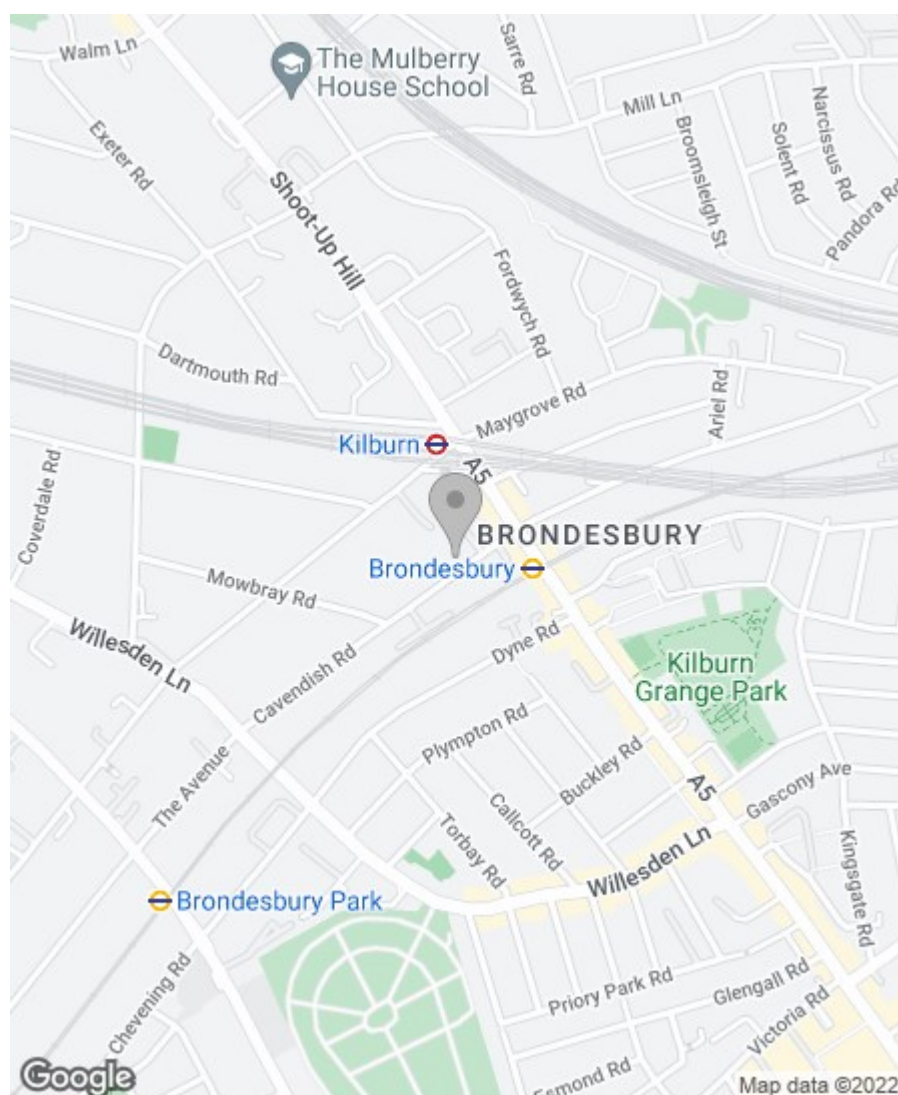 Walm Ln
The Mulberry
House School
Sarre Rd
Mill Ln
Narcissus Rd
Solent Rd
Broomsleigh St
Pandora Rd
Exeter Rd
Shoot-Up Hill
Fordwych Rd
Dartmouth Rd
Ariel Rd
Maygrove Rd
Kilburn
A5
Coverdale Rd
BRONDESBURY
Brondesbury
Mowbray Rd
Willesden Ln
Dyne Rd
Cavendish Rd
Kilburn
Grange Park
Plympton Rd
The Avenue
Buckley Rd
A5
Callcott Rd
Gascony Ave
Torbay Rd
Willesden Ln
Kingsgate Rd
Brondesbury Park
Chevening Rd
Priory Park Rd
Glengall Rd
Victoria Rd
Esmond Rd
Google
Map data ©2022